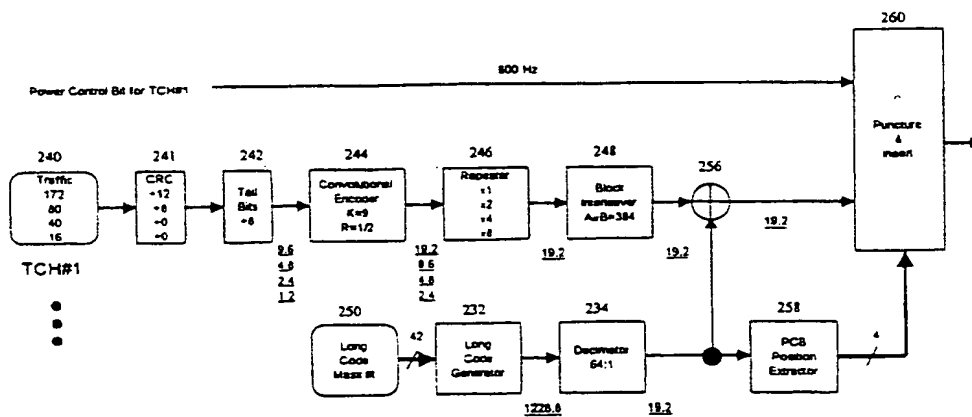 260
800 Hz
Power Control Bit for TCH#1
Puncture
&
Insert
240
241
242
244
246
248
256
Traffic
172
80
40
16
CRC
+12
+8
+0
+0
Tail
Bits
+8
Convolutional
Encoder
K=9
R=1/2
Repeater
x1
x2
x4
x8
Block
Interleaver
AxB=384
19.2
TCH#1
9.6
4.8
2.4
1.2
19.2
9.6
4.8
2.4
19.2
19.2
250
232
234
258
Long
Code
Mask #1
42
Long
Code
Generator
Decimator
64:1
PCB
Position
Extractor
4
1228.8
19.2